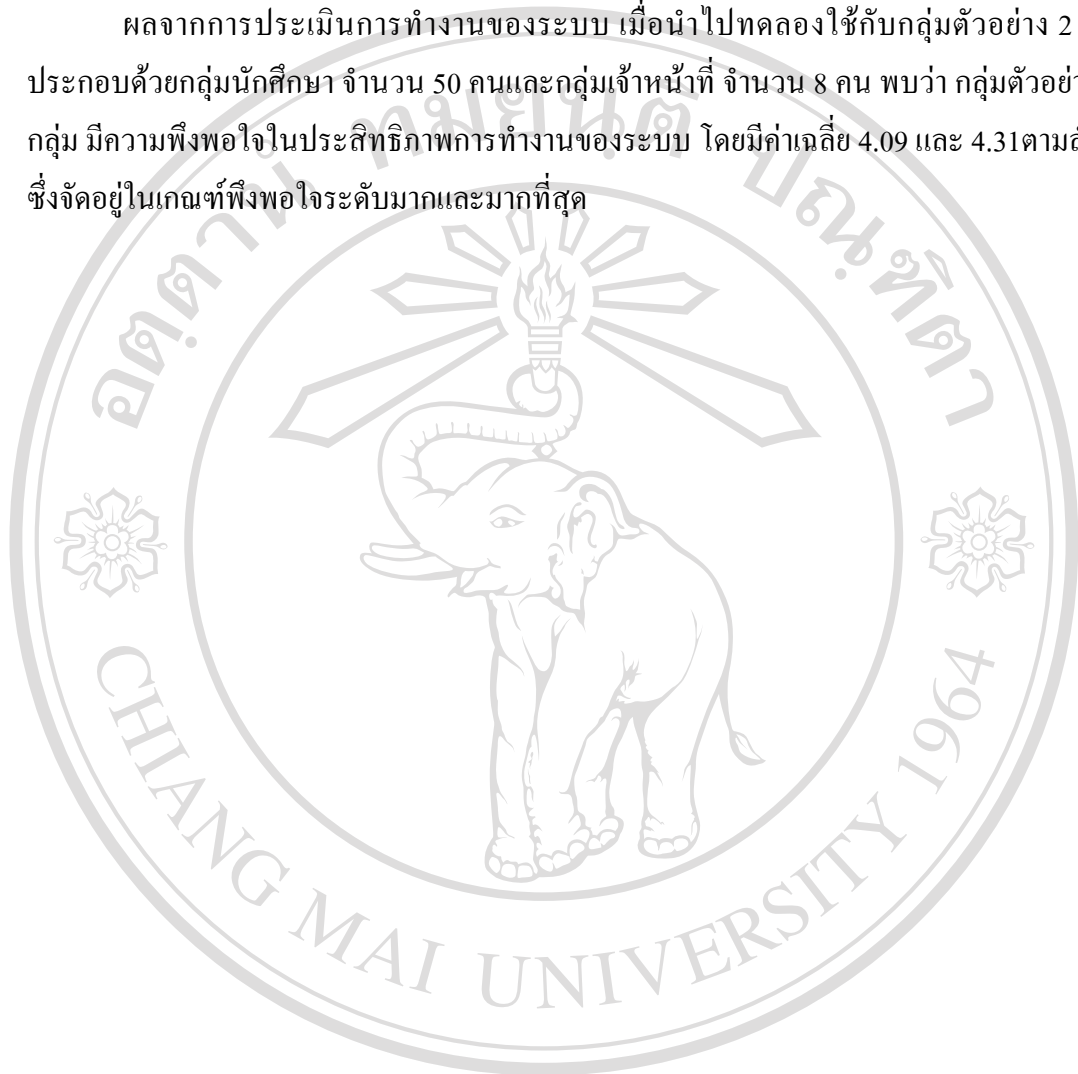 ผลจากการประเมินการทำงานของระบบ เมื่อนำไปทดลองใช้กับกลุ่มตัวอย่าง 2
ประกอบด้วยกลุ่มนักศึกษา จำนวน 50 คนและกลุ่มเจ้าหน้าที่ จำนวน 8 คน พบว่า
กลุ่ม มีความพึงพอใจในประสิทธิภาพการทำงานของระบบ โดยมีค่าเฉลี่ย 4.09 และ 4.31
ซึ่งจัดอยู่ในเกณฑ์พึงพอใจระดับมากและมากที่สุด
อตฺตานํ ทมยนฺติ ปณฺฑิตา
CHIANG MAI UNIVERSITY 1964